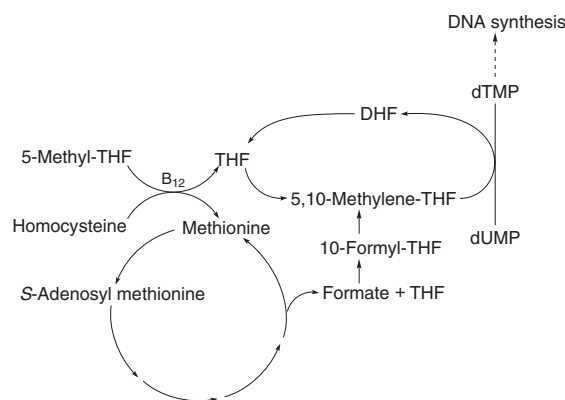 DNA synthesis
dTMP
DHF
5-Methyl-THF
B12
THF
5,10-Methylene-THF
Homocysteine
Methionine
dUMP
10-Formyl-THF
S-Adenosyl methionine
Formate + THF